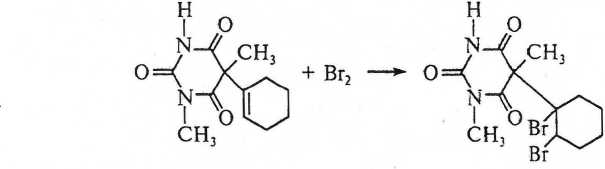 H H
N O N O
CH₃ CH₃
O + Br₂ → O
N O N O
CH₃ CH₃ Br
Br